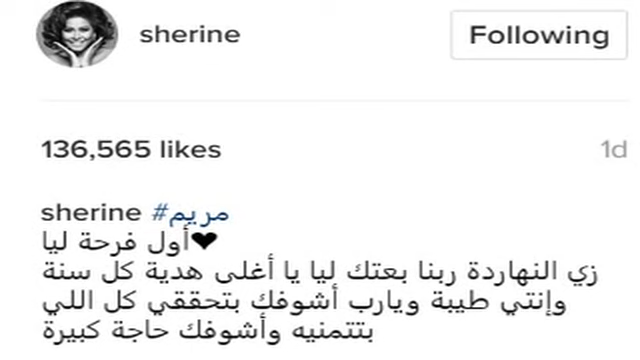 sherine
Following
136,565 likes
1d
sherine #مريم
أول فرحة ليا❤
زي النهاردة ربنا بعتك ليا يا أغلى هدية كل سنة
وإنتي طيبة ويارب أشوفك بتحققي كل اللي
بتتمنيه وأشوفك حاجة كبيرة